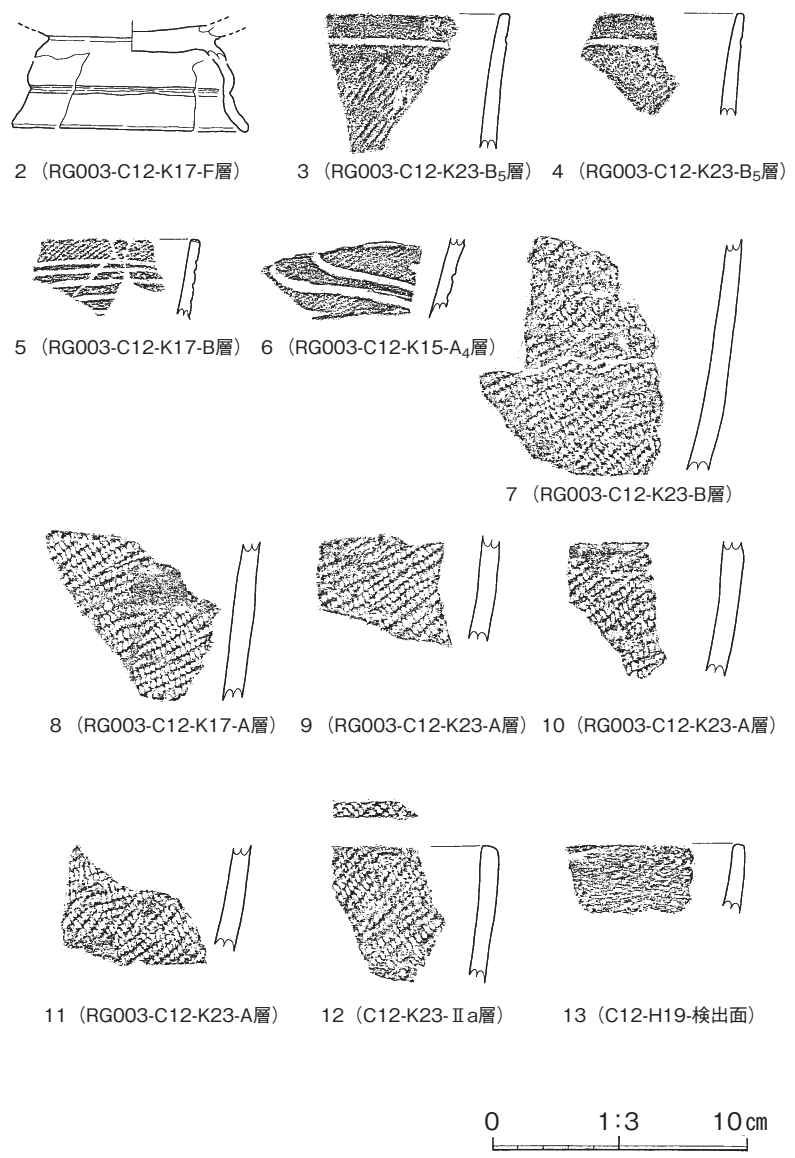 2（RG003-C12-K17-F層） 
3（RG003-C12-K23-B₅層） 4（RG003-C12-K23-B₅層）
5（RG003-C12-K17-B層） 6（RG003-C12-K15-A₄層）
7（RG003-C12-K23-B層）
8（RG003-C12-K17-A層） 9（RG003-C12-K23-A層） 10（RG003-C12-K23-A層）
11（RG003-C12-K23-A層） 12（C12-K23-Ⅱa層） 13（C12-H19-検出面）
0 1:3 10㎝